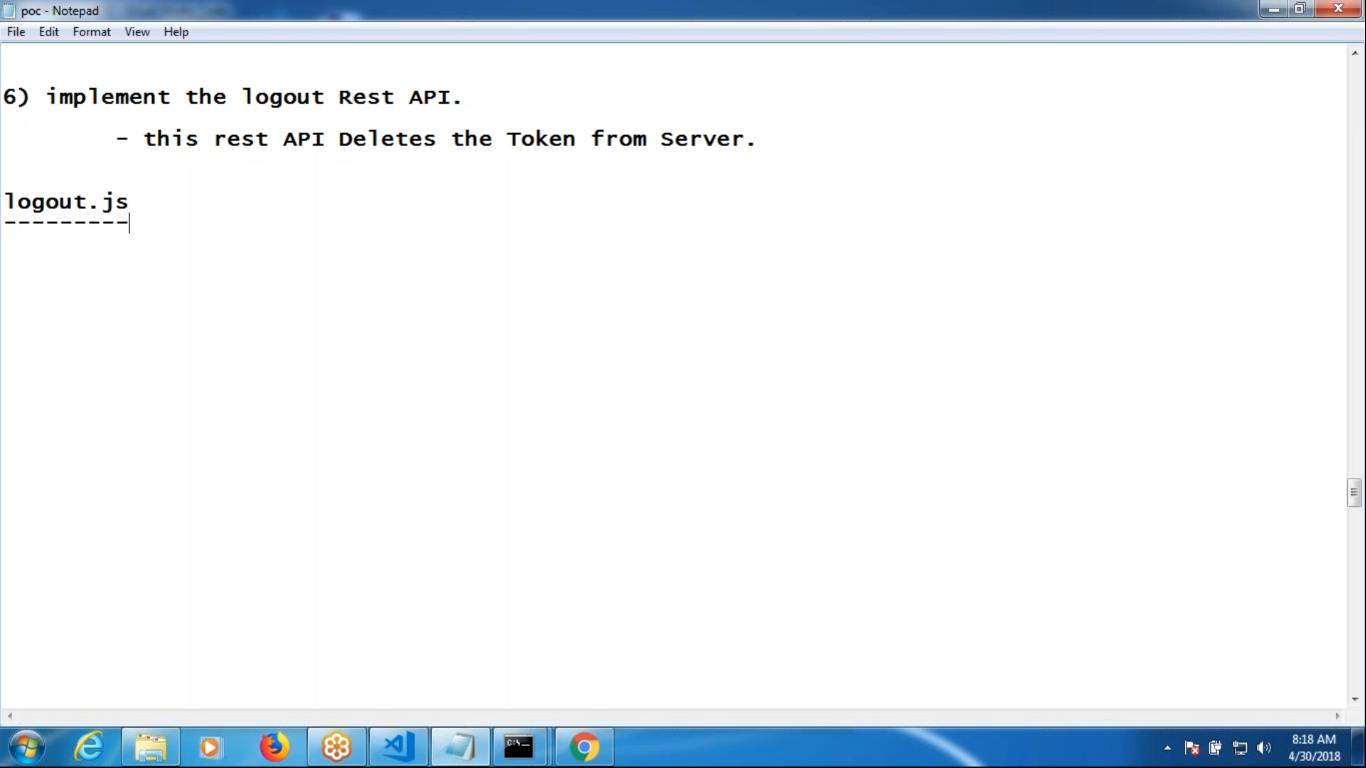 poc - Notepad
File Edit Format View Help
6) implement the logout Rest API.
- this rest API Deletes the Token from Server.
logout.js
---------
C:\_
8:18 AM
4/30/2018